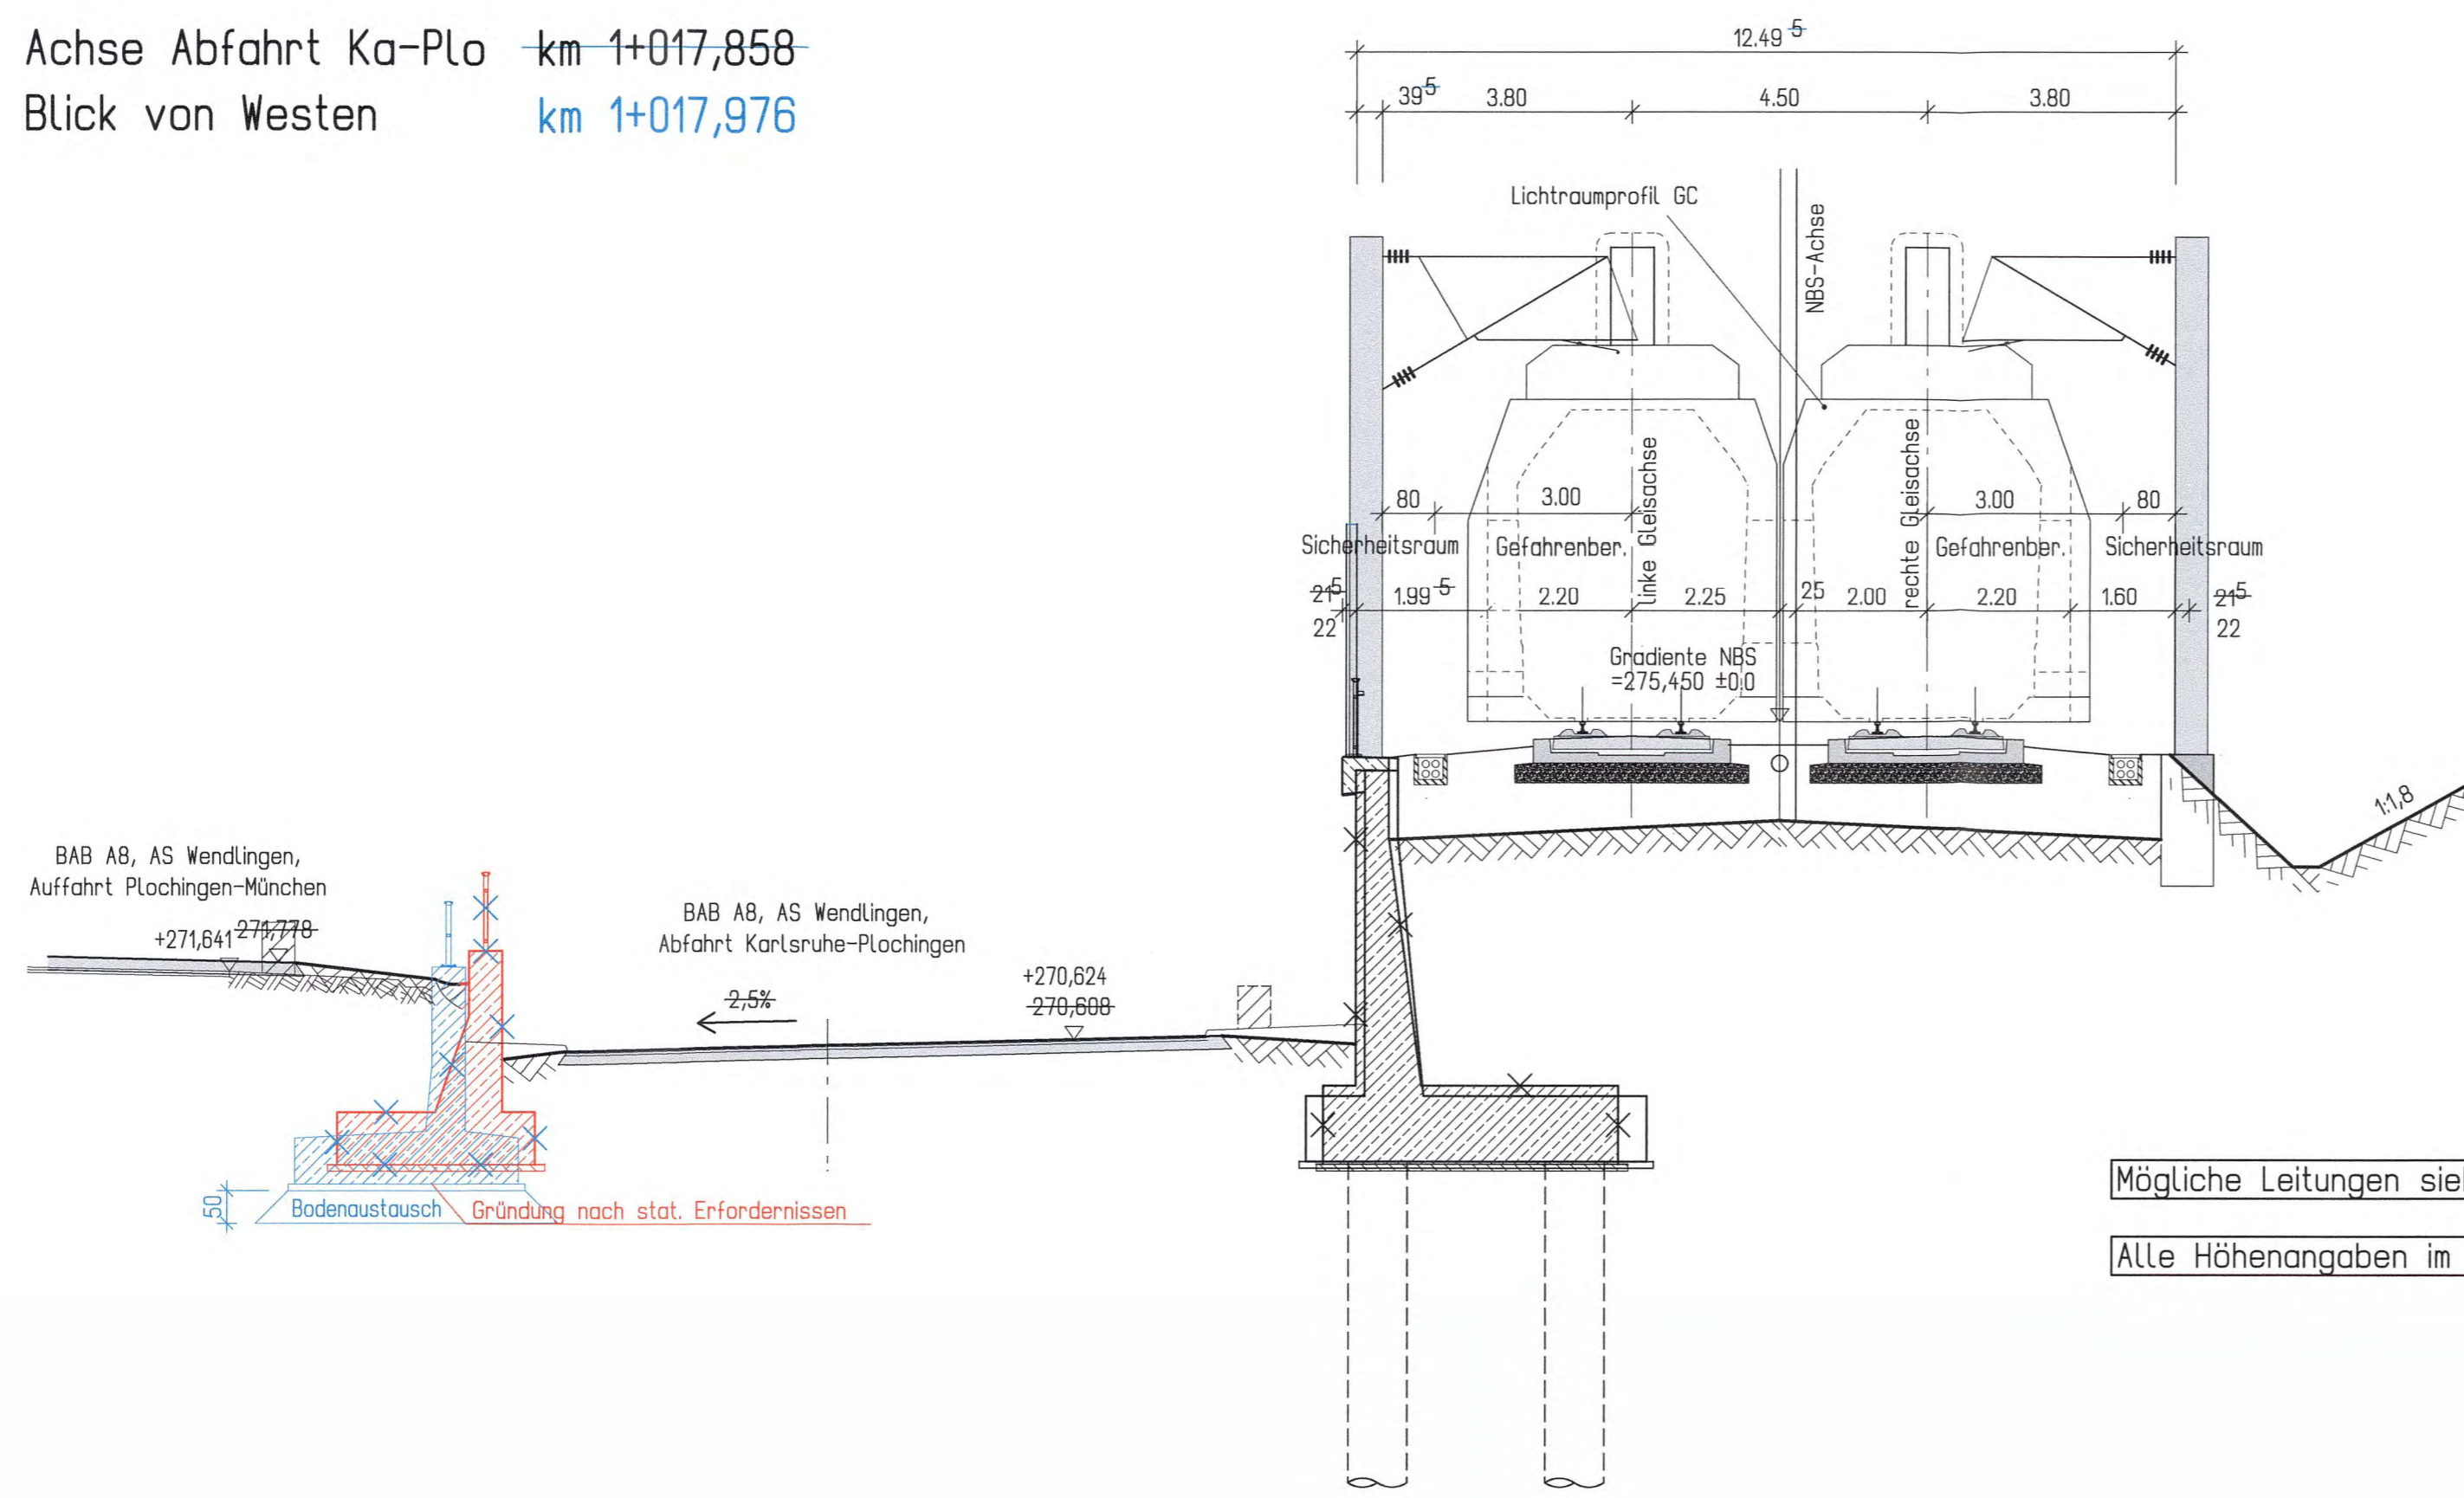 Achse Abfahrt Ka-Plo km 1+017,858
Blick von Westen km 1+017,976
12.49 5
39 5 3.80 4.50 3.80
Lichtraumprofil GC
NBS-Achse
linke Gleisachse
rechte Gleisachse
80 3.00 3.00 80
Sicherheitsraum Gefahrenber. Gefahrenber. Sicherheitsraum
21 5 1.99 5 2.20 2.25 25 2.00 2.20 1.60 21 5
22 22
Gradiente NBS
=275,450 ±0.0
1:1,8
BAB A8, AS Wendlingen,
Auffahrt Plochingen-München
+271,641 271,778
BAB A8, AS Wendlingen,
Abfahrt Karlsruhe-Plochingen
+270,624
2,5% 270,608
50
Bodenaustausch
Gründung nach stat. Erfordernissen
Mögliche Leitungen sie
Alle Höhenangaben im